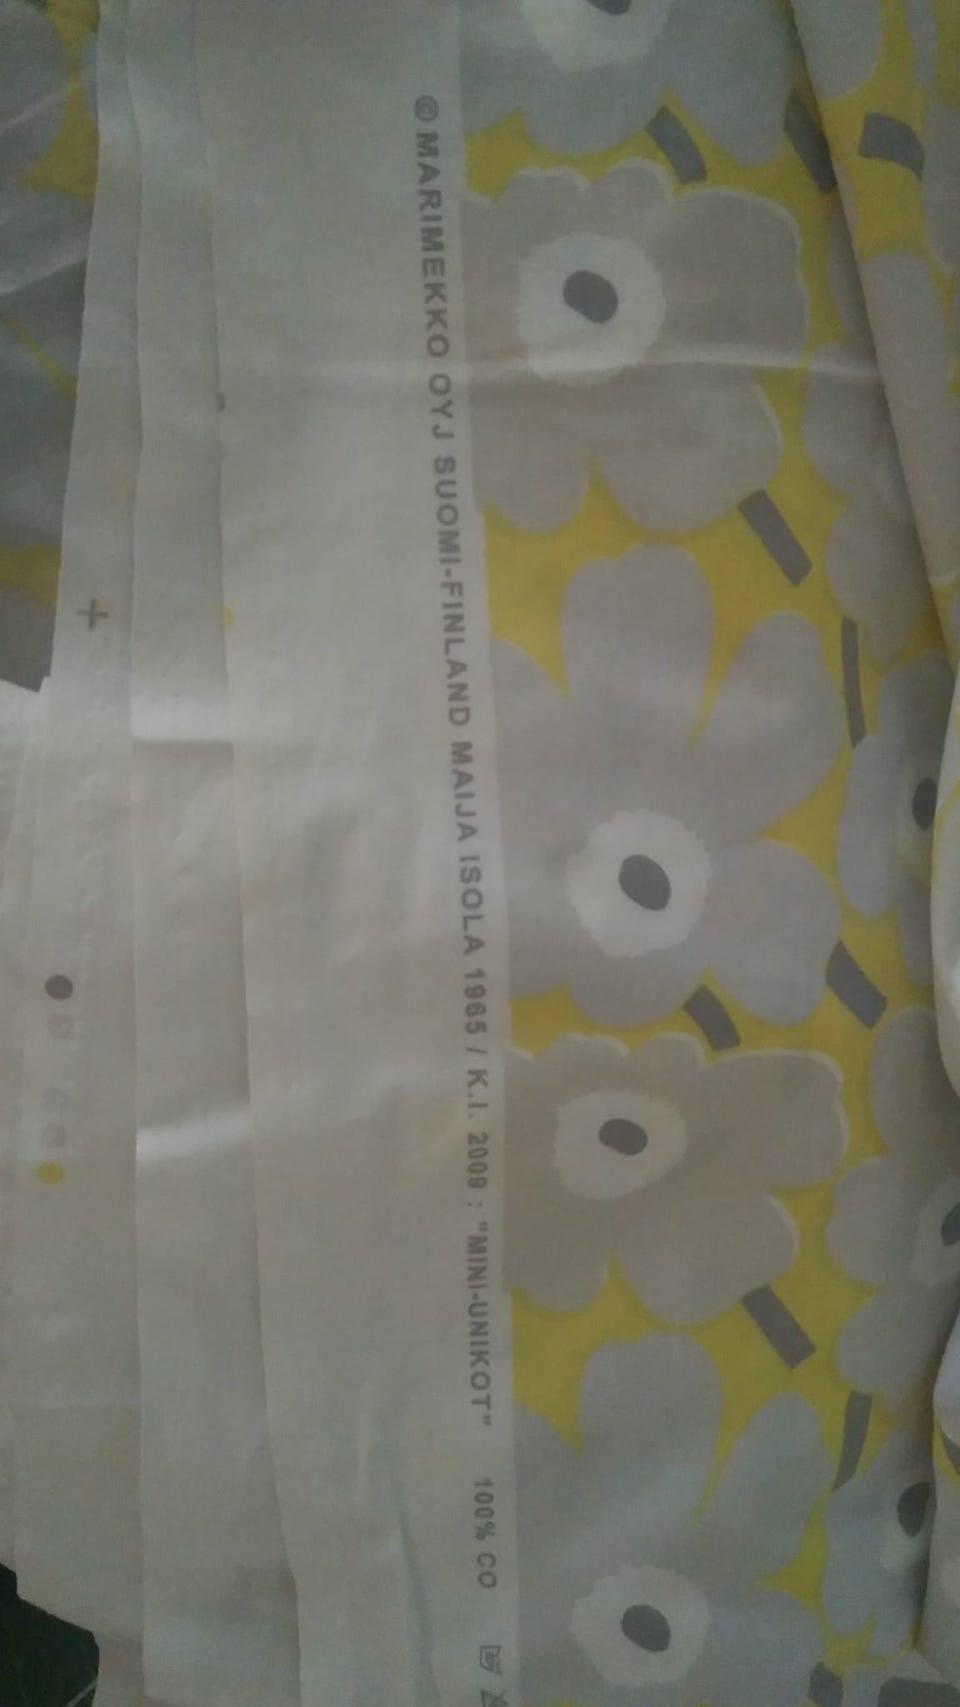 © MARIMEKKO OYJ SUOMI-FINLAND MAIJA ISOLA 1965 / K.I. 2009 : "MINI-UNIKOT" 100% CO